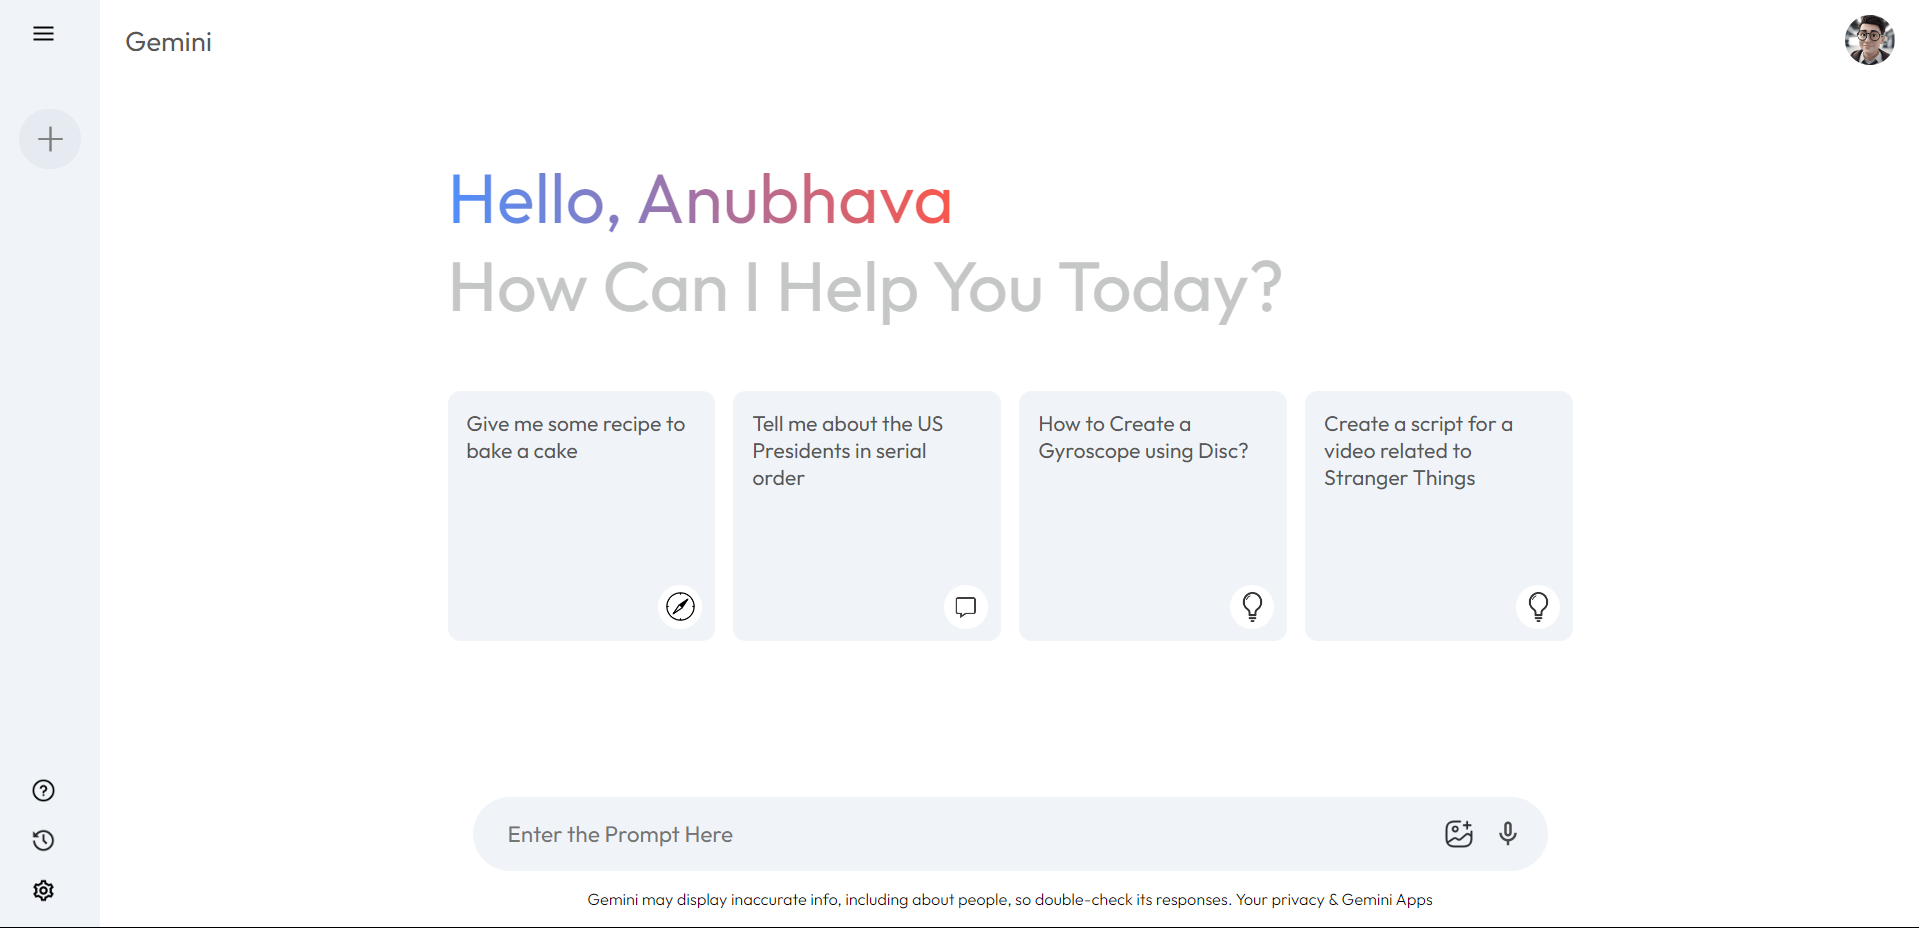 Gemini
Hello, Anubhava
How Can I Help You Today?
Give me some recipe to
bake a cake
Tell me about the US
Presidents in serial
order
How to Create a
Gyroscope using Disc?
Create a script for a
video related to
Stranger Things
Enter the Prompt Here
Gemini may display inaccurate info, including about people, so double-check its responses. Your privacy & Gemini Apps